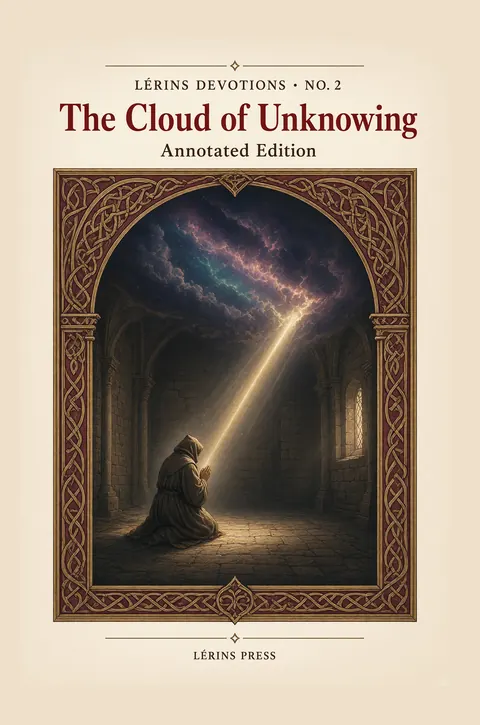 LÉRINS DEVOTIONS • NO. 2
The Cloud of Unknowing
Annotated Edition
LÉRINS PRESS